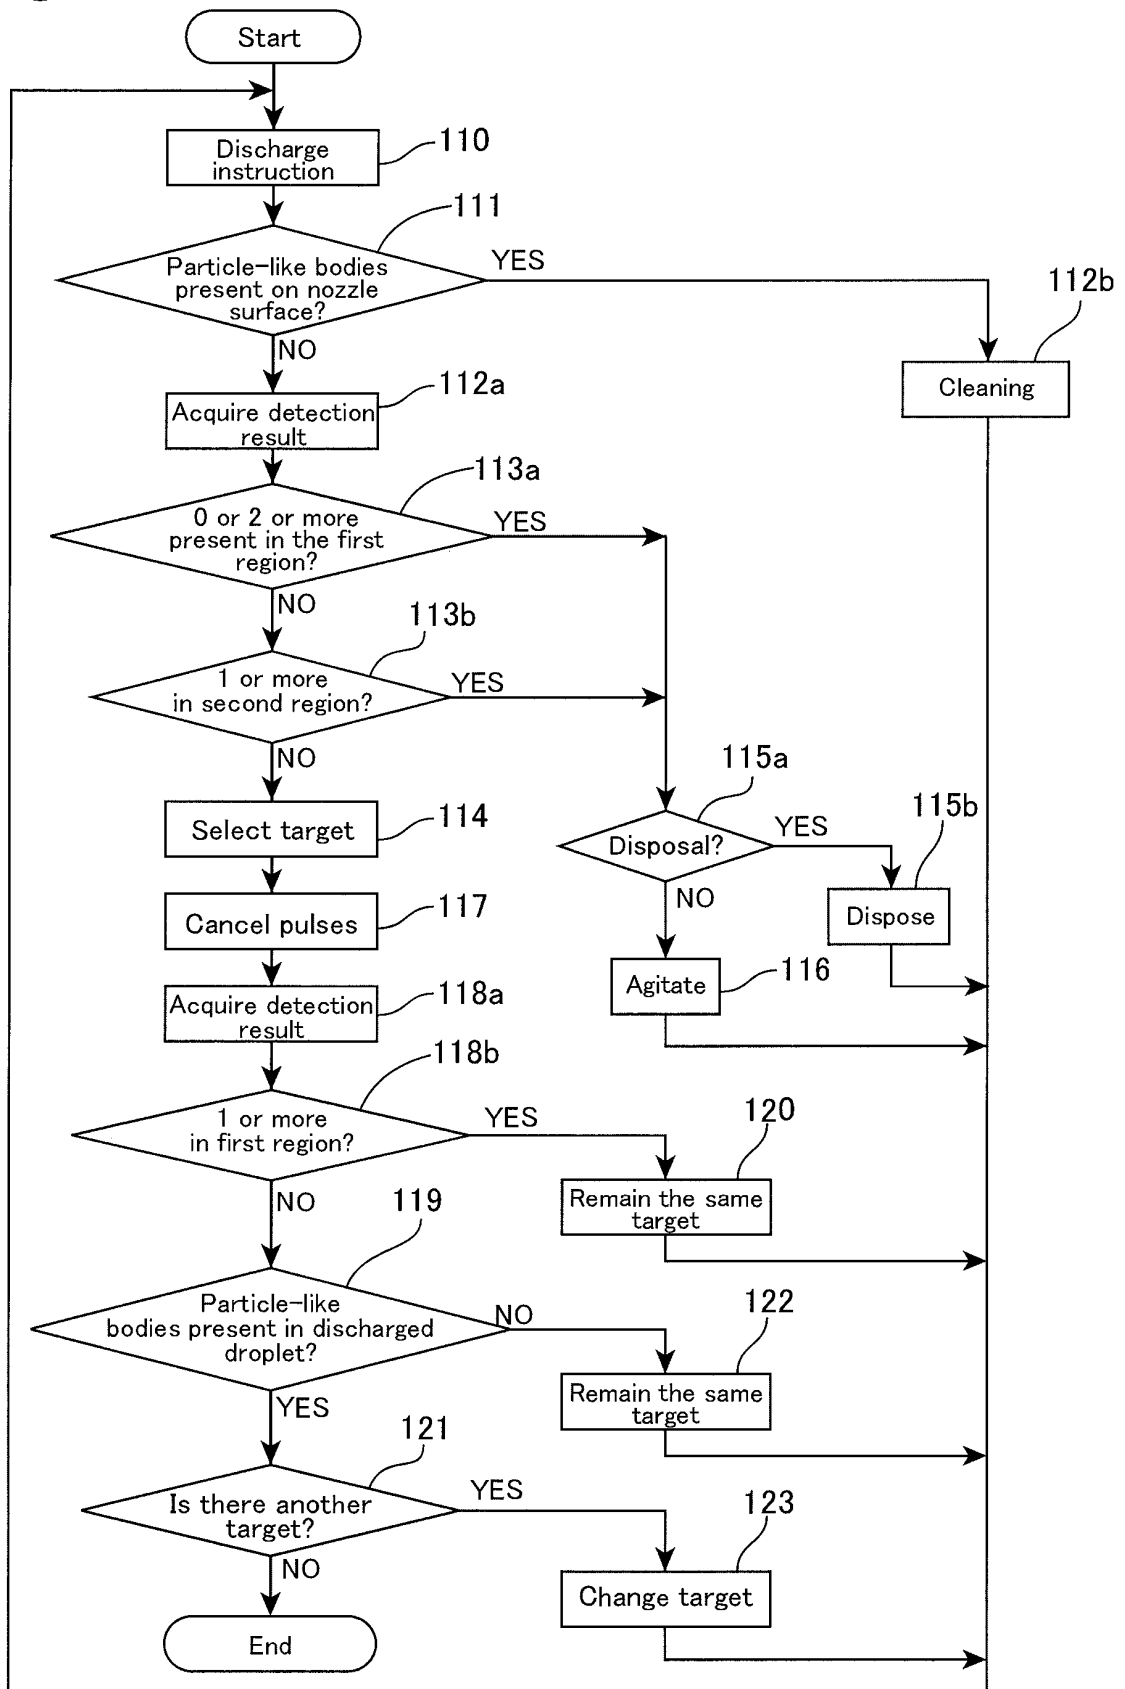 Start
Discharge
instruction
110
111
Particle-like bodies
present on nozzle
surface?
YES
112b
NO
Cleaning
112a
Acquire detection
result
113a
0 or 2 or more
present in the first
region?
YES
NO
113b
1 or more
in second region?
YES
NO
115a
Disposal?
YES
115b
Select target
114
Dispose
NO
Cancel pulses
117
Agitate
116
Acquire detection
result
118a
118b
1 or more
in first region?
YES
120
Remain the same
target
NO
119
Particle-like
bodies present in discharged
droplet?
NO
122
Remain the same
target
YES
121
Is there another
target?
YES
123
Change target
NO
End